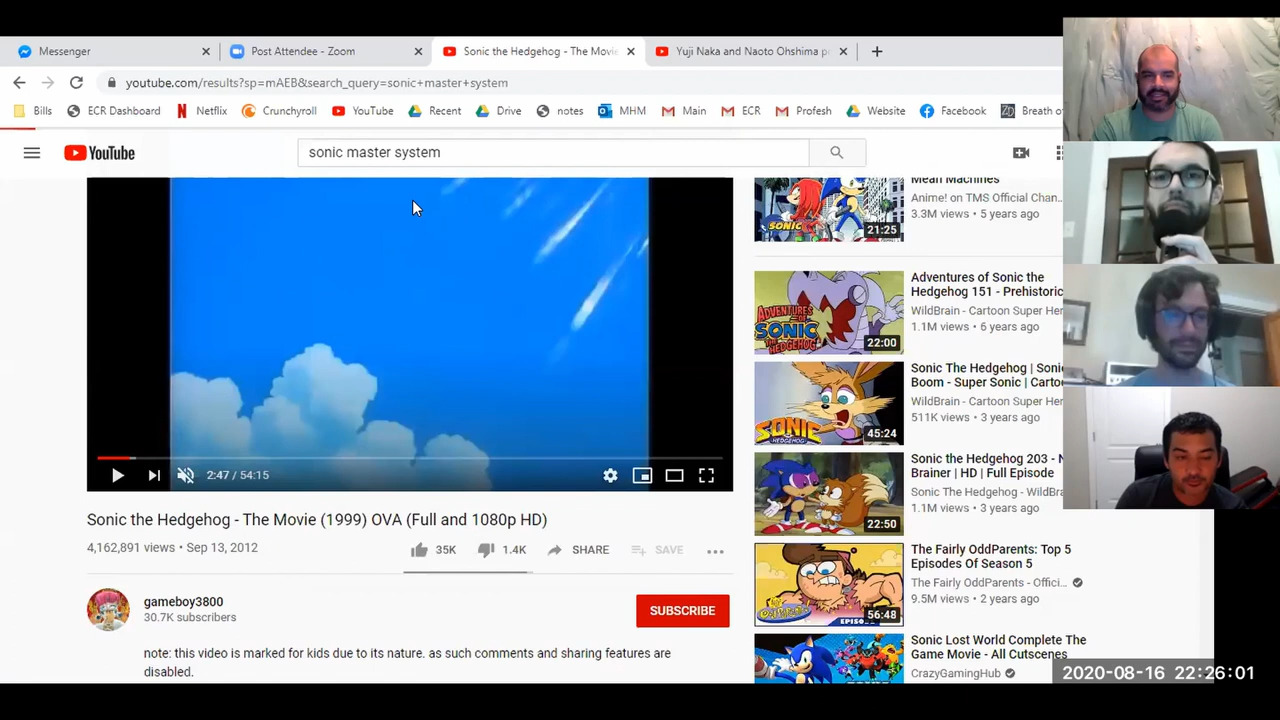 Messenger
Post Attendee - Zoom
Sonic the Hedgehog - The Movie
Yuji Naka and Naoto Ohshima p
youtube.com/results?sp=mAEB&search_query=sonic+master+system
Bills
ECR Dashboard
Netflix
Crunchyroll
YouTube
Recent
Drive
notes
MHM
Main
ECR
Profesh
Website
Facebook
Breath o
YouTube
sonic master system
2:47 / 54:15
Sonic the Hedgehog - The Movie (1999) OVA (Full and 1080p HD)
4,162,891 views • Sep 13, 2012
35K
1.4K
SHARE
SAVE
gameboy3800
30.7K subscribers
SUBSCRIBE
note: this video is marked for kids due to its nature. as such comments and sharing features are
disabled.
Mean Machines
Anime! on TMS Official Chan...
3.3M views • 5 years ago
SONIC
21:25
Adventures of Sonic the
Hedgehog 151 - Prehistoric
WildBrain - Cartoon Super Her
1.1M views • 6 years ago
ADVENTURES OF
SONIC
THE HEDGEHOG
22:00
Sonic The Hedgehog | Soni
Boom - Super Sonic | Carto
WildBrain - Cartoon Super Her
511K views • 3 years ago
SONIC
45:24
Sonic the Hedgehog 203 - N
Brainer | HD | Full Episode
Sonic The Hedgehog - WildBra
1.1M views • 3 years ago
22:50
The Fairly OddParents: Top 5
Episodes Of Season 5
The Fairly OddParents - Offici...
9.5M views • 2 years ago
56:48
Sonic Lost World Complete The
Game Movie - All Cutscenes
CrazyGamingHub
2020-08-16 22:26:01